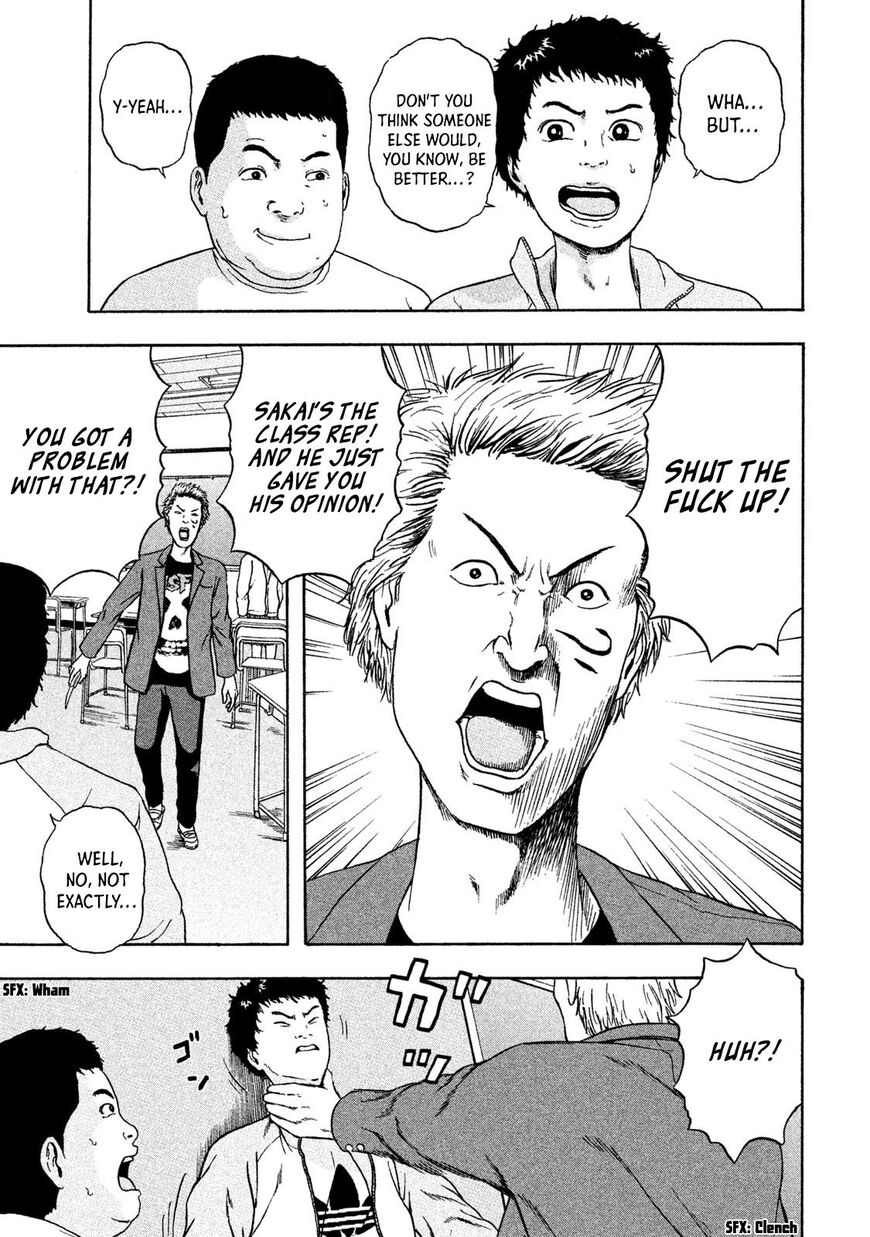 WHA...
BUT...
DON'T YOU
THINK SOMEONE
ELSE WOULD,
YOU KNOW, BE
BETTER...?
Y-YEAH...
SHUT THE
FUCK UP!
SAKAI'S THE
CLASS REP!
AND HE JUST
GAVE YOU
HIS OPINION!
YOU GOT A
PROBLEM
WITH THAT?!
WELL,
NO, NOT
EXACTLY...
HUH?!
ガッ
ゴン
SFX: Wham
SFX: Clench